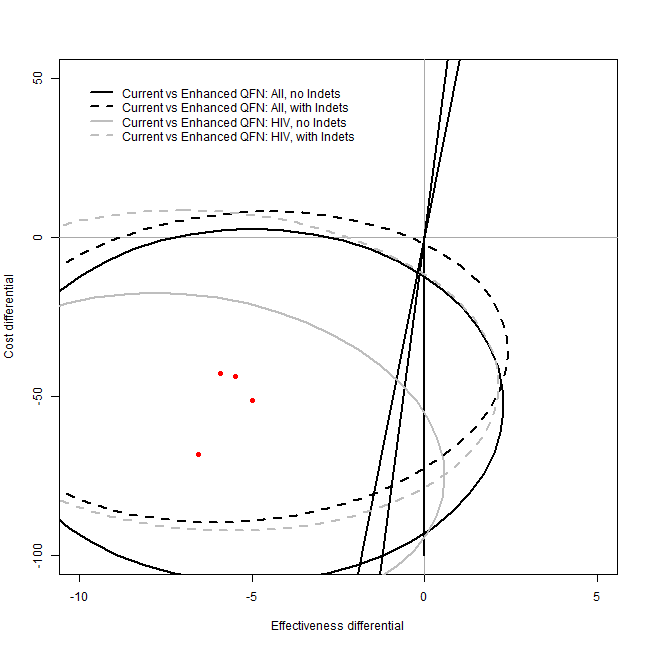 50
0
-50
-100
Cost differential
Current vs Enhanced QFN: All, no Indets
Current vs Enhanced QFN: All, with Indets
Current vs Enhanced QFN: HIV, no Indets
Current vs Enhanced QFN: HIV, with Indets
-10 -5 0 5
Effectiveness differential